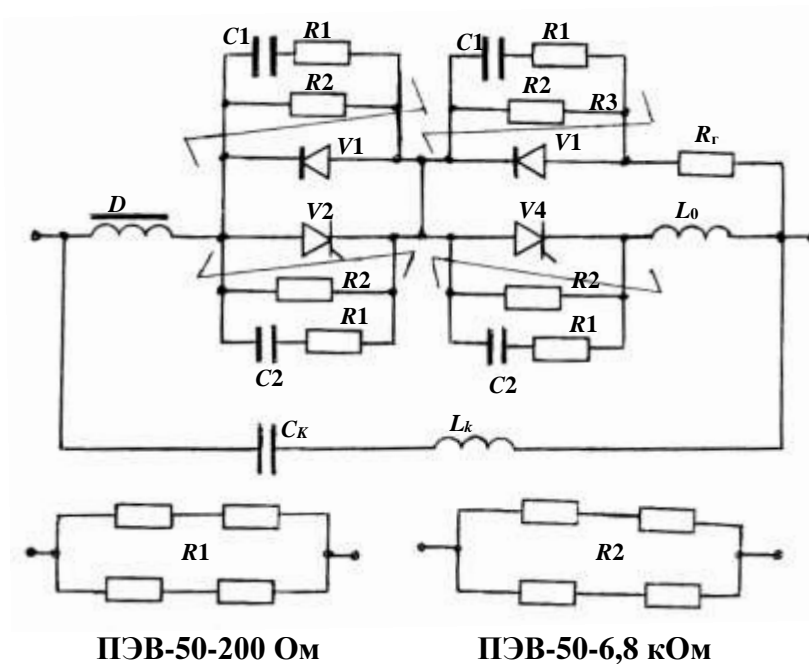 C1 R1 C1 R1
R2 R2 R3
V1 V1 Rг
D V2 V4 L0
R2 R2
R1 R1
C2 C2
CK Lk
R1 R2
ПЭВ-50-200 Ом ПЭВ-50-6,8 кОм